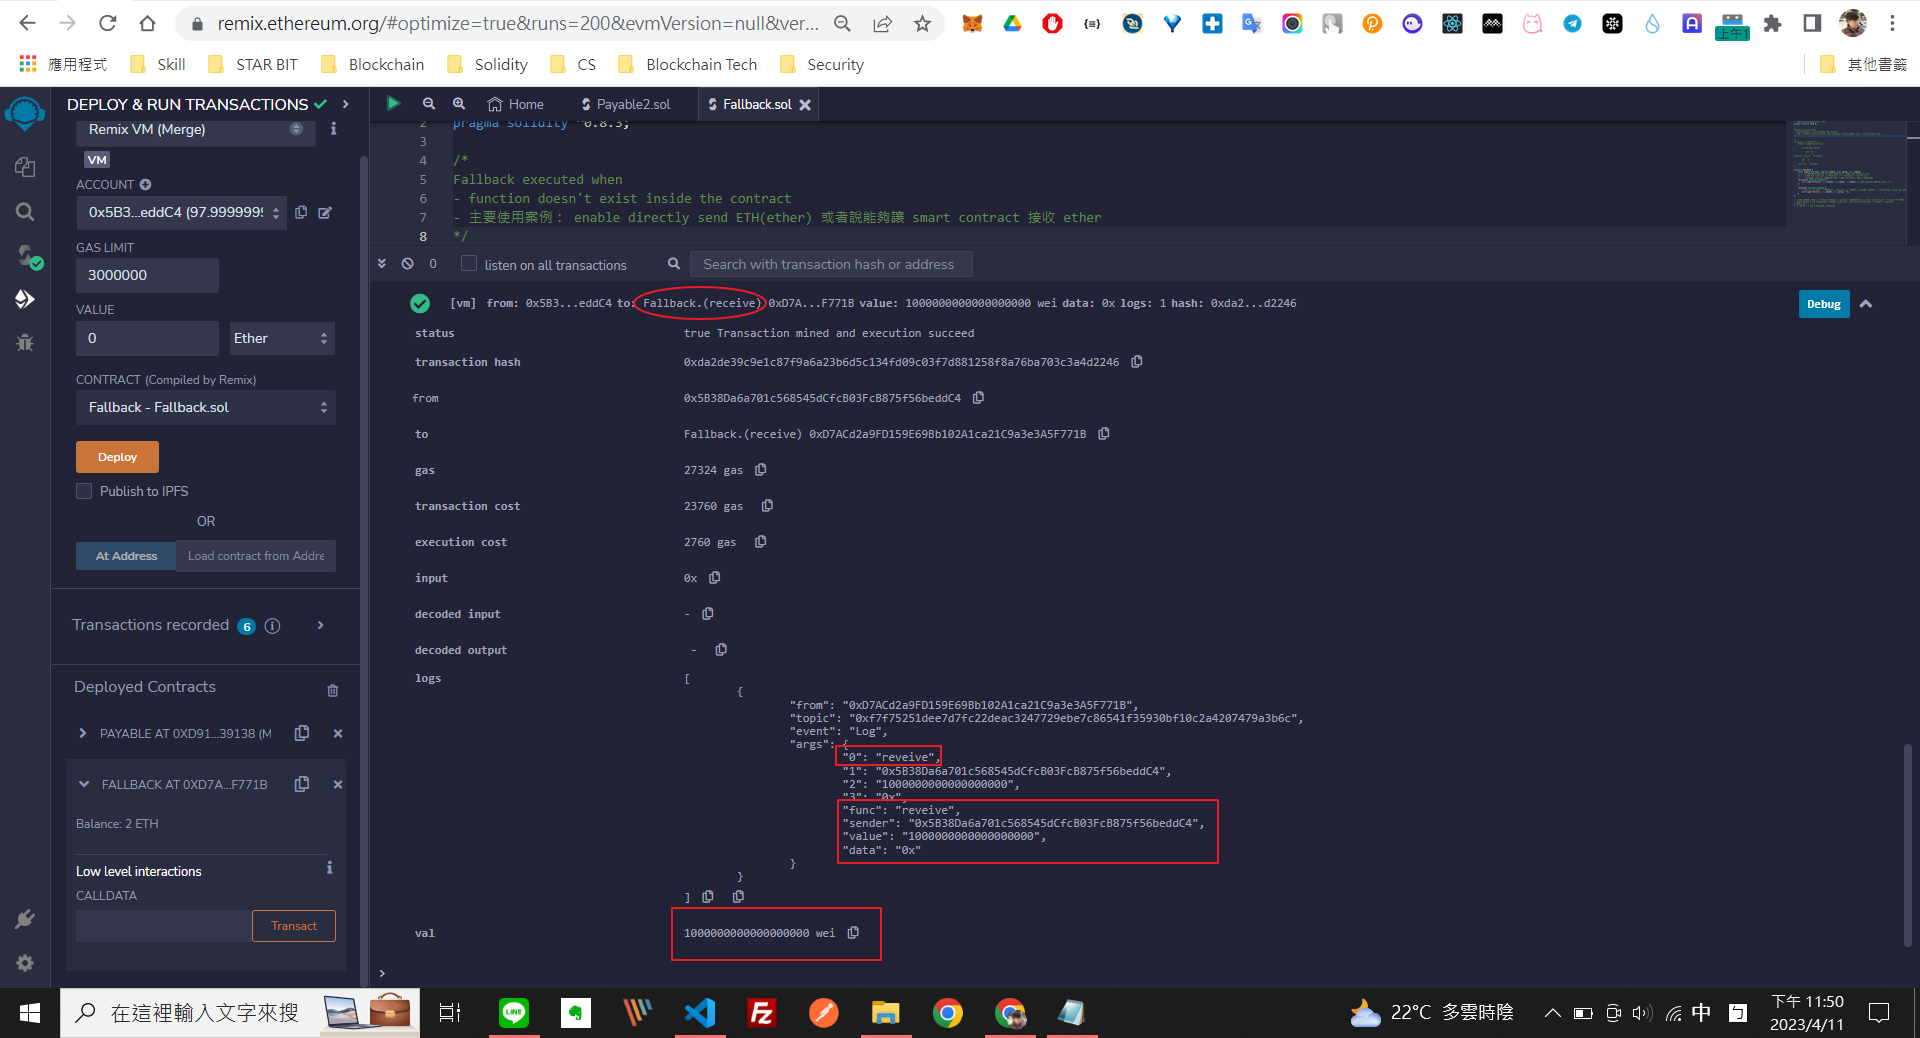 remix.ethereum.org/#optimize=true&runs=200&evmVersion=null&ver...
上午1
應用程式
Skill
STAR BIT
Blockchain
Solidity
CS
Blockchain Tech
Security
其他書籤
DEPLOY & RUN TRANSACTIONS
Remix VM (Merge)
VM
ACCOUNT
0x5B3...eddC4 (97.9999999
GAS LIMIT
3000000
VALUE
0
Ether
CONTRACT (Compiled by Remix)
Fallback - Fallback.sol
Deploy
Publish to IPFS
OR
At Address
Load contract from Addre
Transactions recorded 6
Deployed Contracts
PAYABLE AT 0XD91...39138 (M
FALLBACK AT 0XD7A...F771B
Balance: 2 ETH
Low level interactions
CALLDATA
Transact
Home
Payable2.sol
Fallback.sol
2 pragma solidity ^0.8.3;
3
4 /*
5 Fallback executed when
6 - function doesn't exist inside the contract
7 - 主要使用案例： enable directly send ETH(ether) 或者說能夠讓 smart contract 接收 ether
8 */
0
listen on all transactions
Search with transaction hash or address
[vm] from: 0x5B3...eddC4 to: Fallback.(receive) 0xD7A...F771B value: 1000000000000000000 wei data: 0x logs: 1 hash: 0xda2...d2246
Debug
status true Transaction mined and execution succeed
transaction hash 0xda2de39c9e1c87f9a6a23b6d5c134fd09c03f7d881258f8a76ba703c3a4d2246
from 0x5B38Da6a701c568545dCfcB03FcB875f56beddC4
to Fallback.(receive) 0xD7ACd2a9FD159E69Bb102A1ca21C9a3e3A5F771B
gas 27324 gas
transaction cost 23760 gas
execution cost 2760 gas
input 0x
decoded input -
decoded output -
logs [
{
"from": "0xD7ACd2a9FD159E69Bb102A1ca21C9a3e3A5F771B",
"topic": "0xf7f75251dee7d7fc22deac3247729ebe7c86541f35930bf10c2a4207479a3b6c",
"event": "Log",
"args": {
"0": "reveive",
"1": "0x5B38Da6a701c568545dCfcB03FcB875f56beddC4",
"2": "1000000000000000000",
"3": "0x",
"func": "reveive",
"sender": "0x5B38Da6a701c568545dCfcB03FcB875f56beddC4",
"value": "1000000000000000000",
"data": "0x"
}
}
]
val 1000000000000000000 wei
>
在這裡輸入文字來搜
LINE
22°C 多雲時陰
中
下午 11:50
2023/4/11